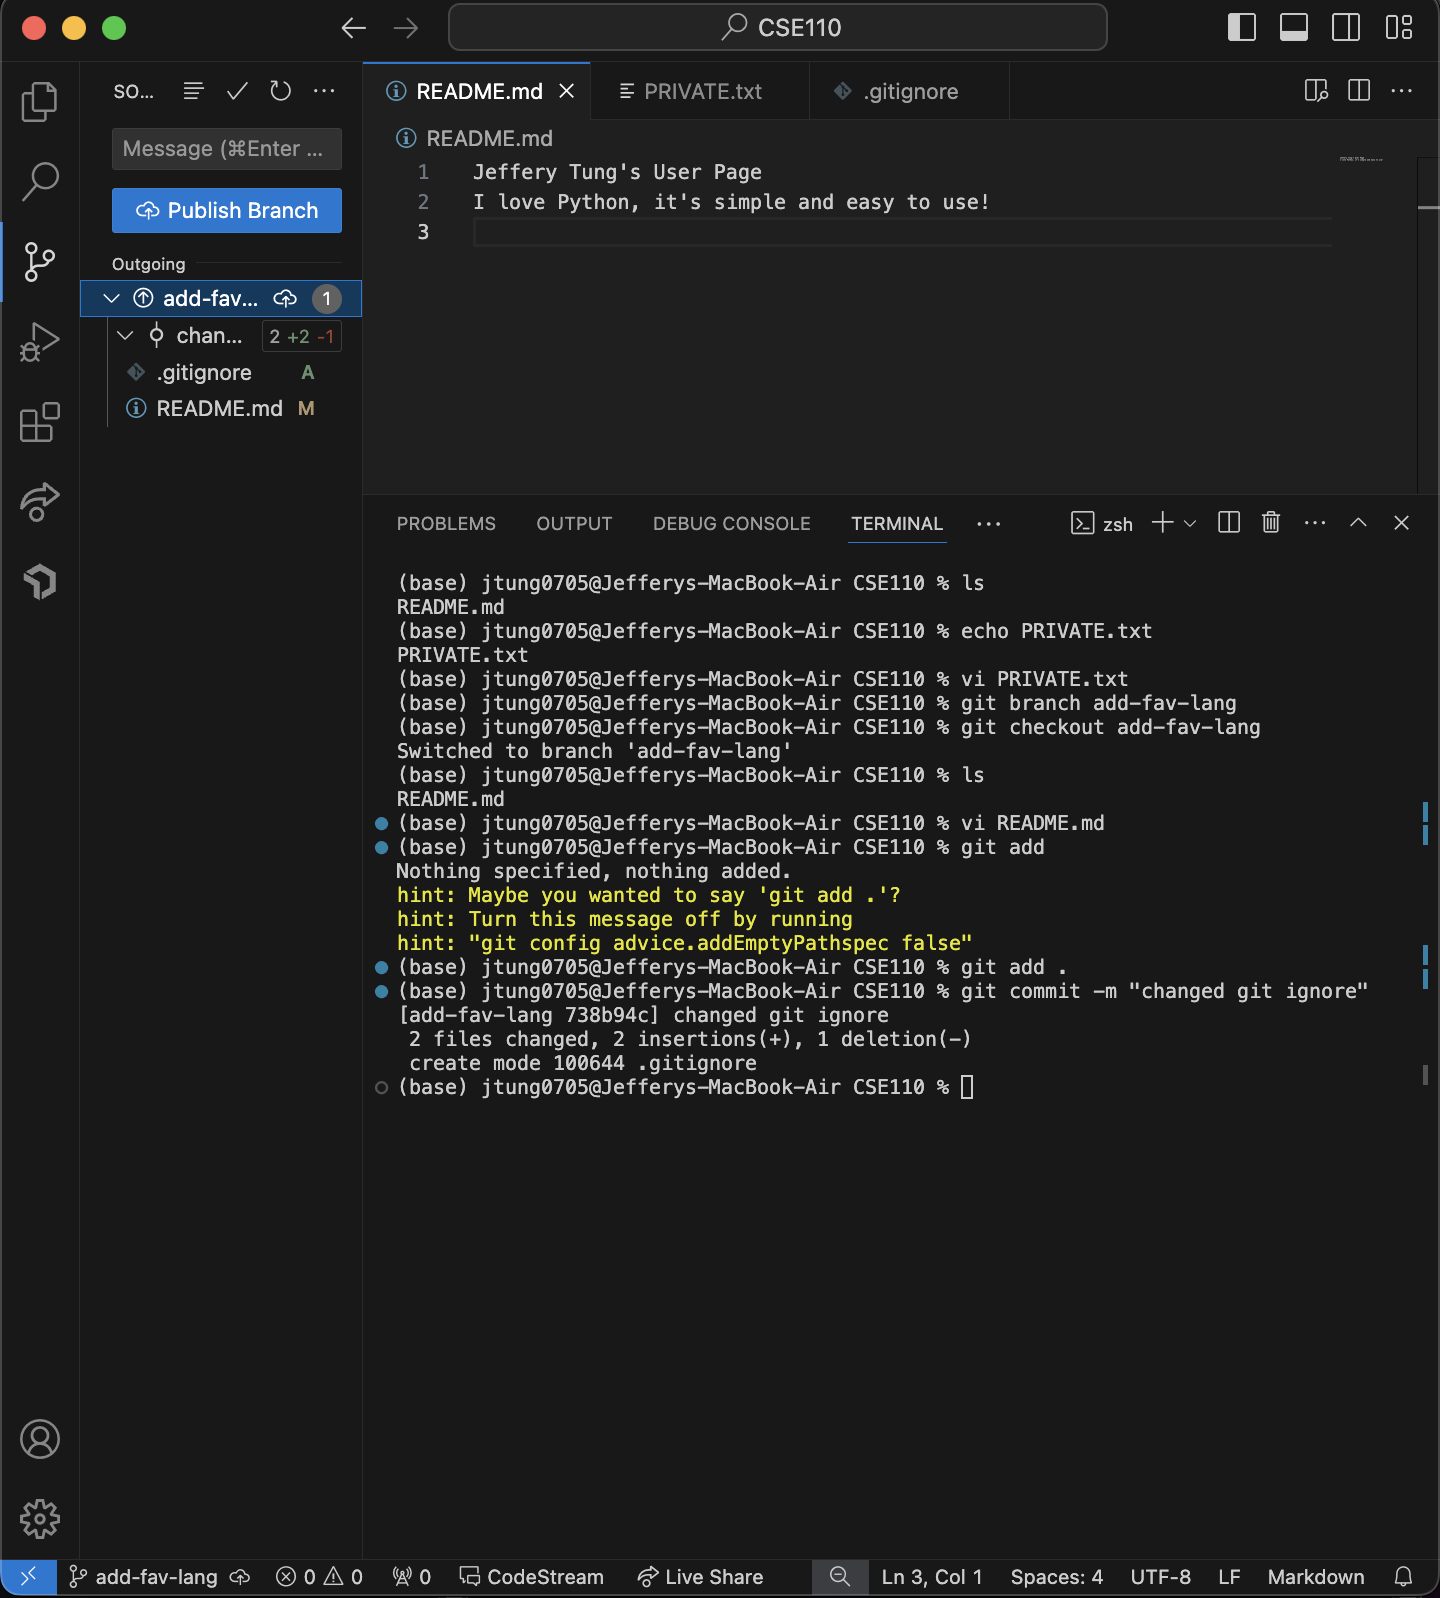 CSE110
SO...
Message (⌘Enter ...
Publish Branch
Outgoing
add-fav... 1
chan... 2 +2 -1
.gitignore A
README.md M
README.md
PRIVATE.txt
.gitignore
README.md
1 Jeffery Tung's User Page
2 I love Python, it's simple and easy to use!
3
PROBLEMS OUTPUT DEBUG CONSOLE TERMINAL ... zsh
(base) jtung0705@Jefferys-MacBook-Air CSE110 % ls
README.md
(base) jtung0705@Jefferys-MacBook-Air CSE110 % echo PRIVATE.txt
PRIVATE.txt
(base) jtung0705@Jefferys-MacBook-Air CSE110 % vi PRIVATE.txt
(base) jtung0705@Jefferys-MacBook-Air CSE110 % git branch add-fav-lang
(base) jtung0705@Jefferys-MacBook-Air CSE110 % git checkout add-fav-lang
Switched to branch 'add-fav-lang'
(base) jtung0705@Jefferys-MacBook-Air CSE110 % ls
README.md
(base) jtung0705@Jefferys-MacBook-Air CSE110 % vi README.md
(base) jtung0705@Jefferys-MacBook-Air CSE110 % git add
Nothing specified, nothing added.
hint: Maybe you wanted to say 'git add .'?
hint: Turn this message off by running
hint: "git config advice.addEmptyPathspec false"
(base) jtung0705@Jefferys-MacBook-Air CSE110 % git add .
(base) jtung0705@Jefferys-MacBook-Air CSE110 % git commit -m "changed git ignore"
[add-fav-lang 738b94c] changed git ignore
2 files changed, 2 insertions(+), 1 deletion(-)
create mode 100644 .gitignore
(base) jtung0705@Jefferys-MacBook-Air CSE110 %
add-fav-lang 0 0 0 CodeStream Live Share Ln 3, Col 1 Spaces: 4 UTF-8 LF Markdown